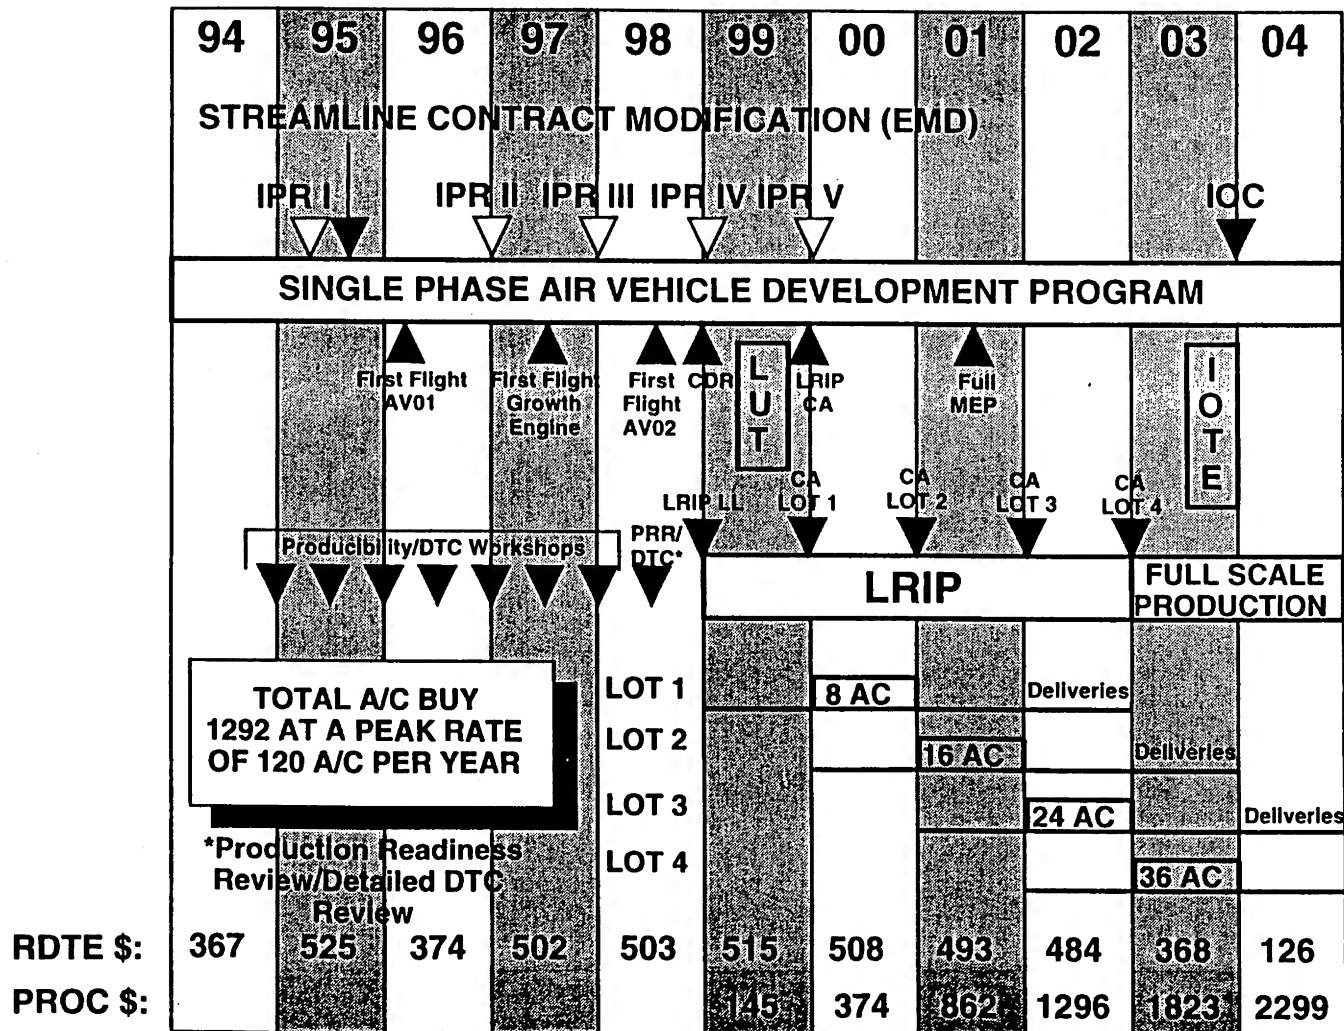 94 95 96 97 98 99 00 01 02 03 04
STREAMLINE CONTRACT MODIFICATION (EMD)
IPR I IPR II IPR III IPR IV IPR V IOC
SINGLE PHASE AIR VEHICLE DEVELOPMENT PROGRAM
First Flight
AV01
First Flight
Growth
Engine
First
Flight
AV02
CDR
L
U
T
LRIP
CA
Full
MEP
I
O
T
E
LRIP LL
CA
LOT 1
CA
LOT 2
CA
LOT 3
CA
LOT 4
Producibility/DTC Workshops
PRR/
DTC*
LRIP
FULL SCALE
PRODUCTION
TOTAL A/C BUY
1292 AT A PEAK RATE
OF 120 A/C PER YEAR
LOT 1 8 AC Deliveries
LOT 2 16 AC Deliveries
LOT 3 24 AC Deliveries
LOT 4 36 AC
*Production Readiness
Review/Detailed DTC
Review
RDTE $: 367 525 374 502 503 515 508 493 484 368 126
PROC $: 145 374 862 1296 1823 2299